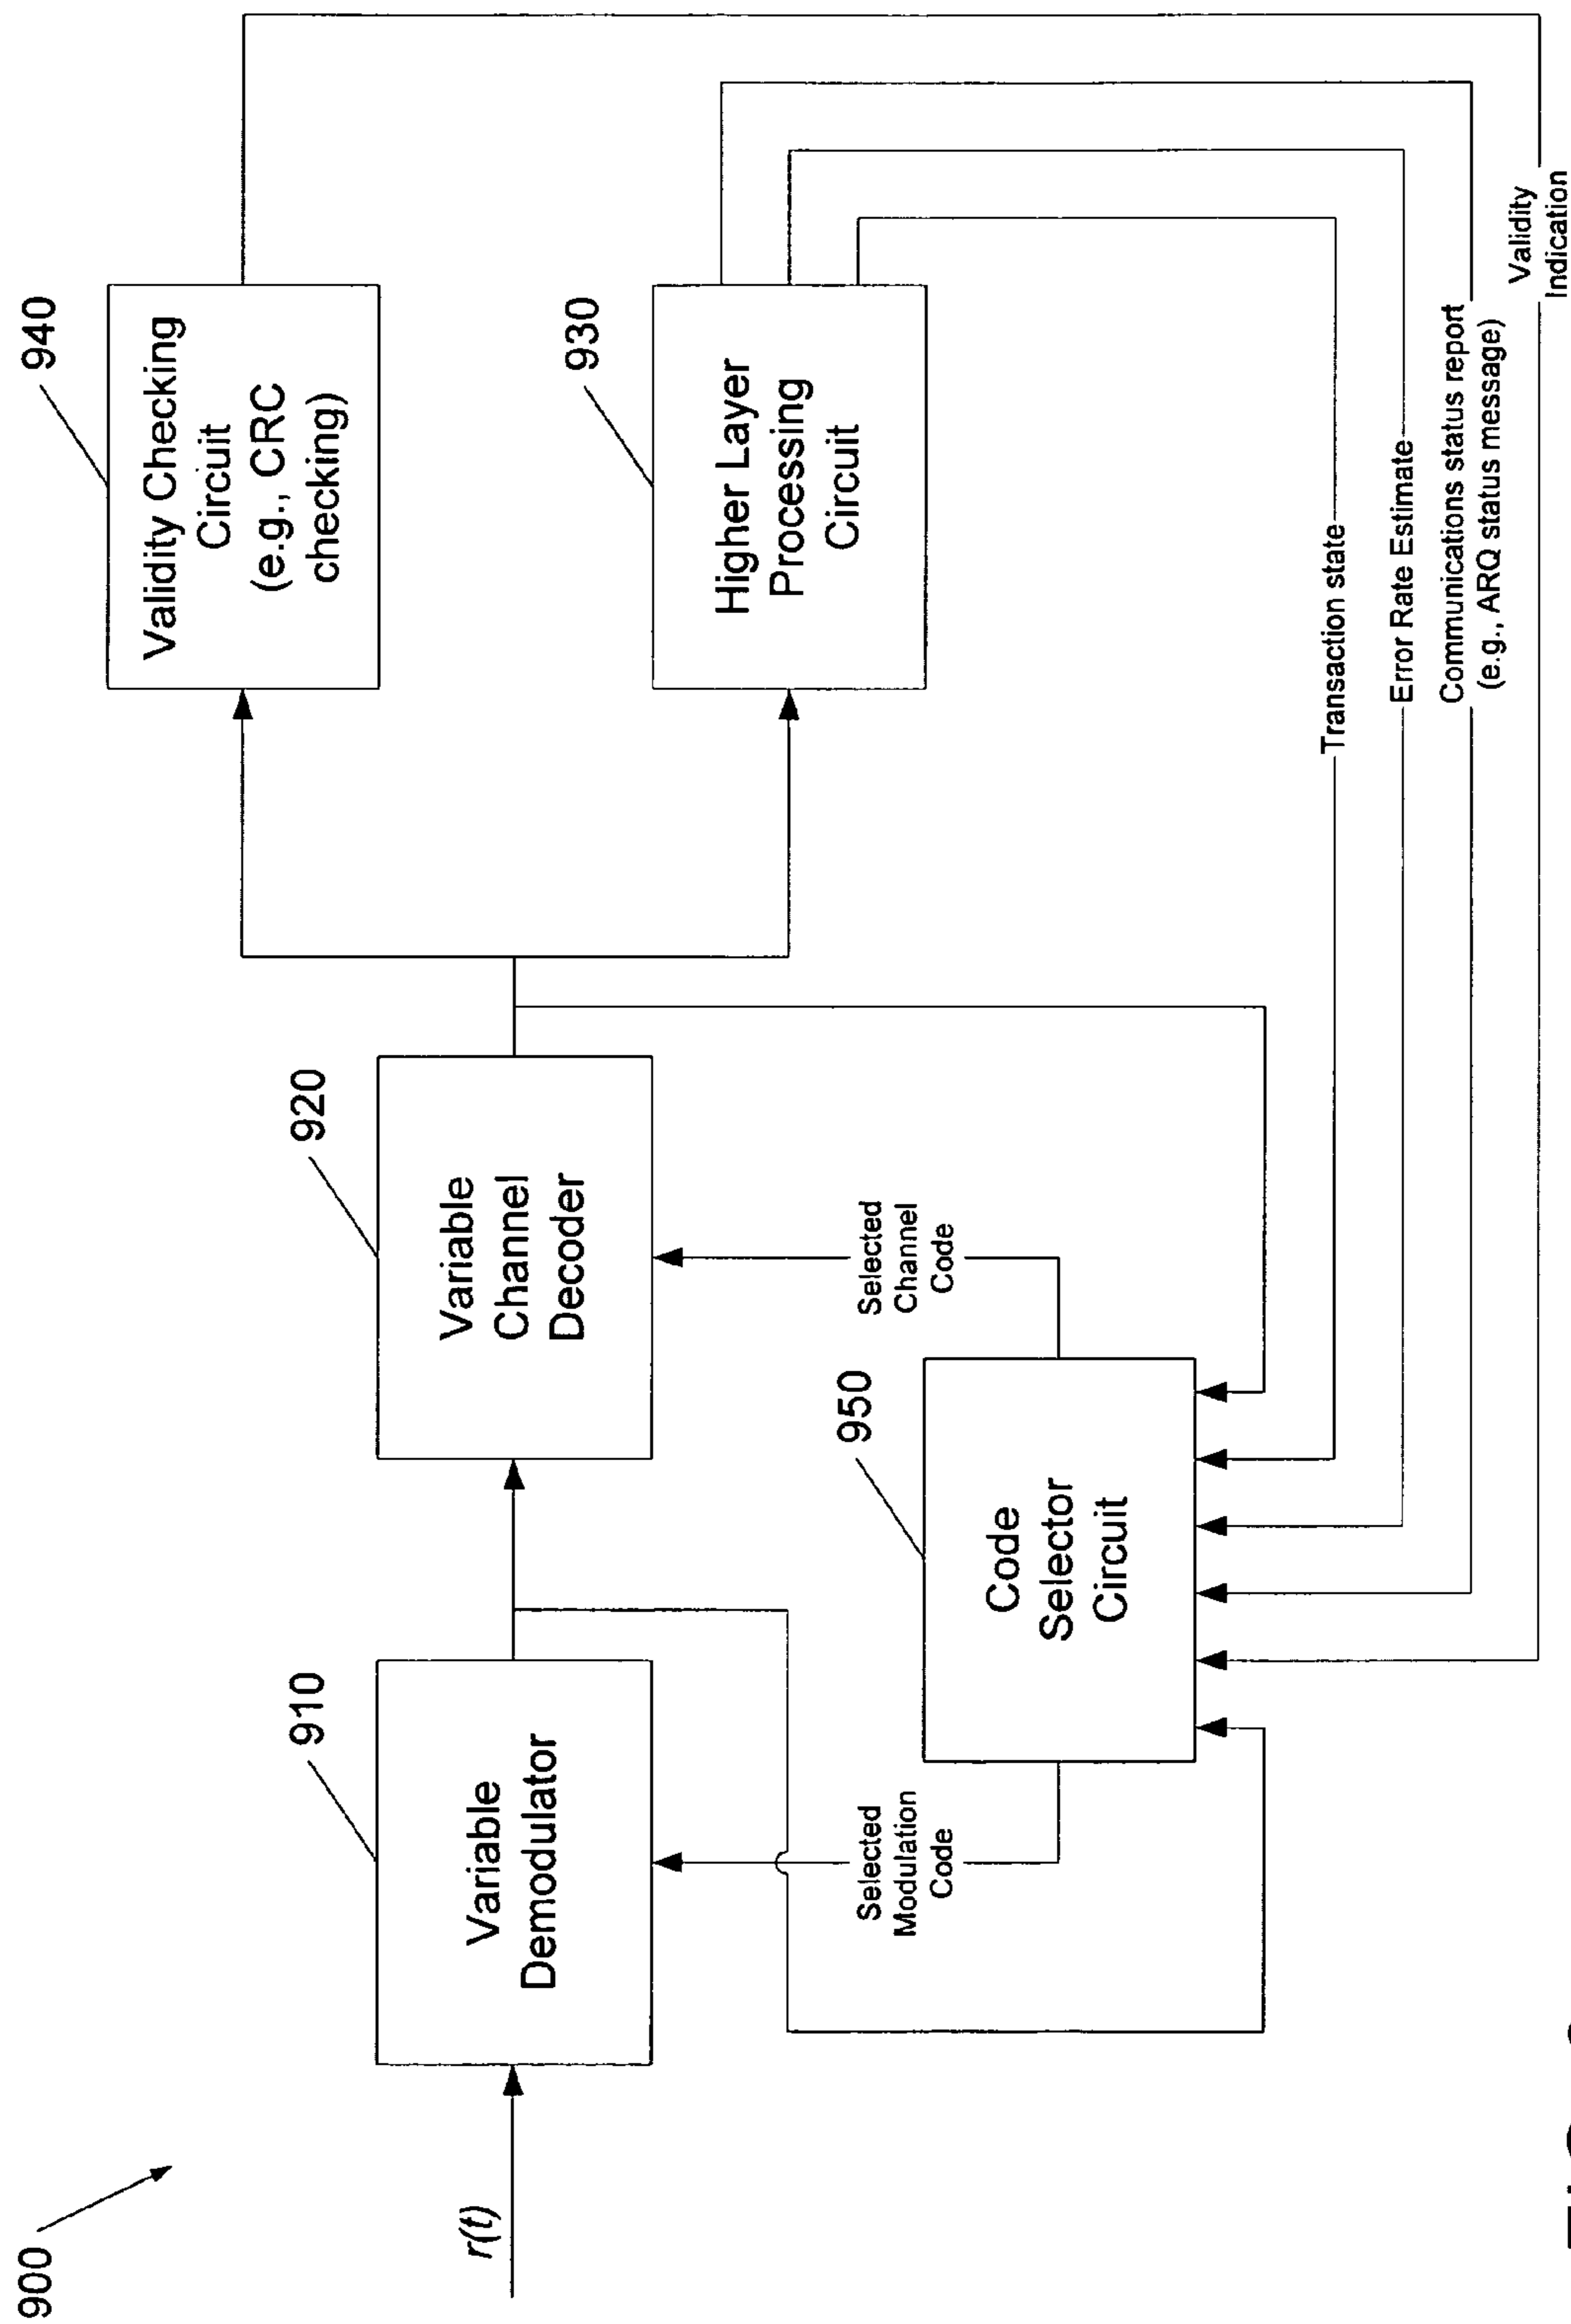 900
r(t)
910
Variable
Demodulator
920
Variable
Channel
Decoder
940
Validity Checking
Circuit
(e.g., CRC
checking)
930
Higher Layer
Processing
Circuit
Selected
Modulation
Code
950
Code
Selector
Circuit
Selected
Channel
Code
Transaction state
Error Rate Estimate
Communications status report
(e.g., ARQ status message)
Validity
Indication